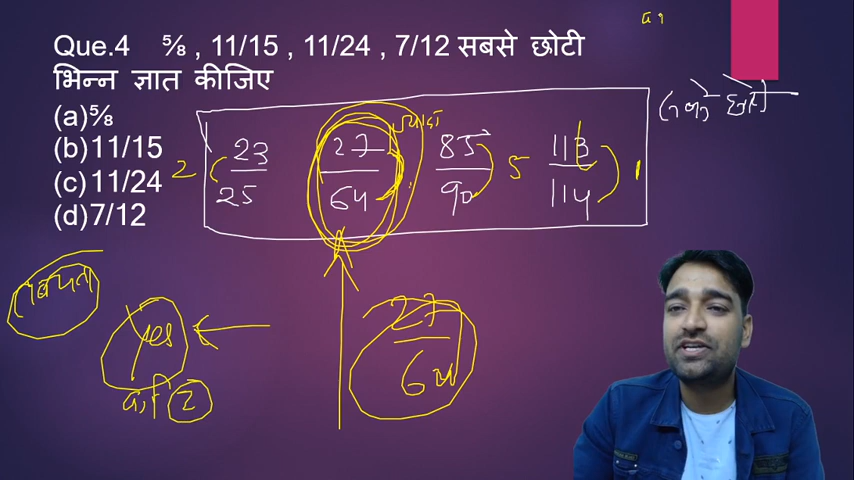 Que.4 ⅝ , 11/15 , 11/24 , 7/12 सबसे छोटी
भिन्न ज्ञात कीजिए
(a)⅝
(b)11/15
(c)11/24
(d)7/12
2 23/25 27/64 85/90 5 113/114 1
yes
27/64
2